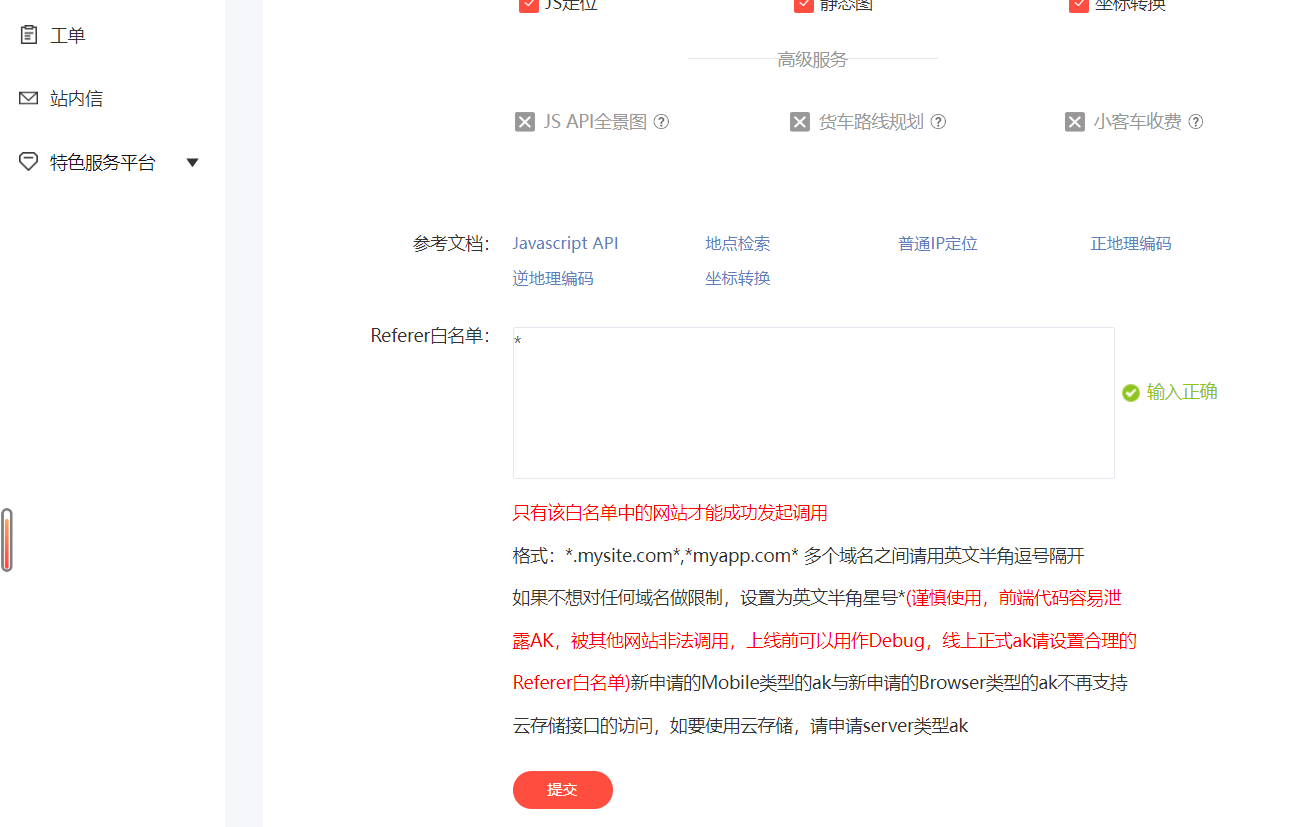 工单
站内信
特色服务平台
JS定位 静态图 坐标转换
高级服务
JS API全景图 货车路线规划 小客车收费
参考文档：
Javascript API 地点检索 普通IP定位 正地理编码
逆地理编码 坐标转换
Referer白名单：
*
输入正确
只有该白名单中的网站才能成功发起调用
格式：*.mysite.com*,*myapp.com* 多个域名之间请用英文半角逗号隔开
如果不想对任何域名做限制，设置为英文半角星号*(谨慎使用，前端代码容易泄
露AK，被其他网站非法调用，上线前可以用作Debug，线上正式ak请设置合理的
Referer白名单)新申请的Mobile类型的ak与新申请的Browser类型的ak不再支持
云存储接口的访问，如要使用云存储，请申请server类型ak
提交